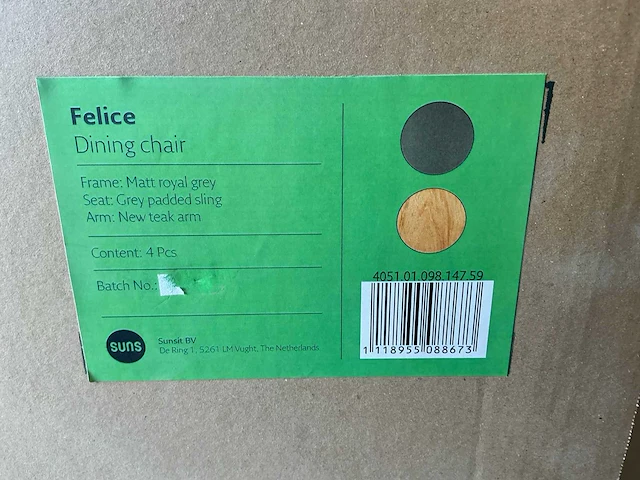 Felice
Dining chair
Frame: Matt royal grey
Seat: Grey padded sling
Arm: New teak arm
Content: 4 Pcs
Batch No.:
suns
Sunsit BV
De Ring 1, 5261 LM Vught, The Netherlands
4051.01.098.147.59
1 118955 088673